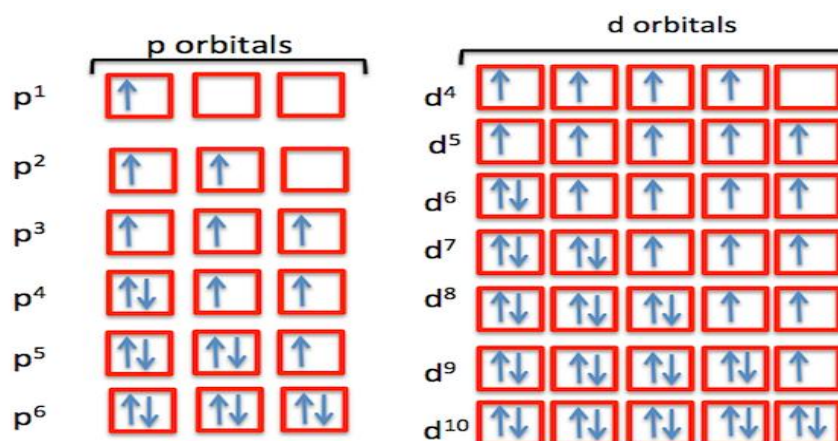 p orbitals
p¹
p²
p³
p⁴
p⁵
p⁶
d orbitals
d⁴
d⁵
d⁶
d⁷
d⁸
d⁹
d¹⁰